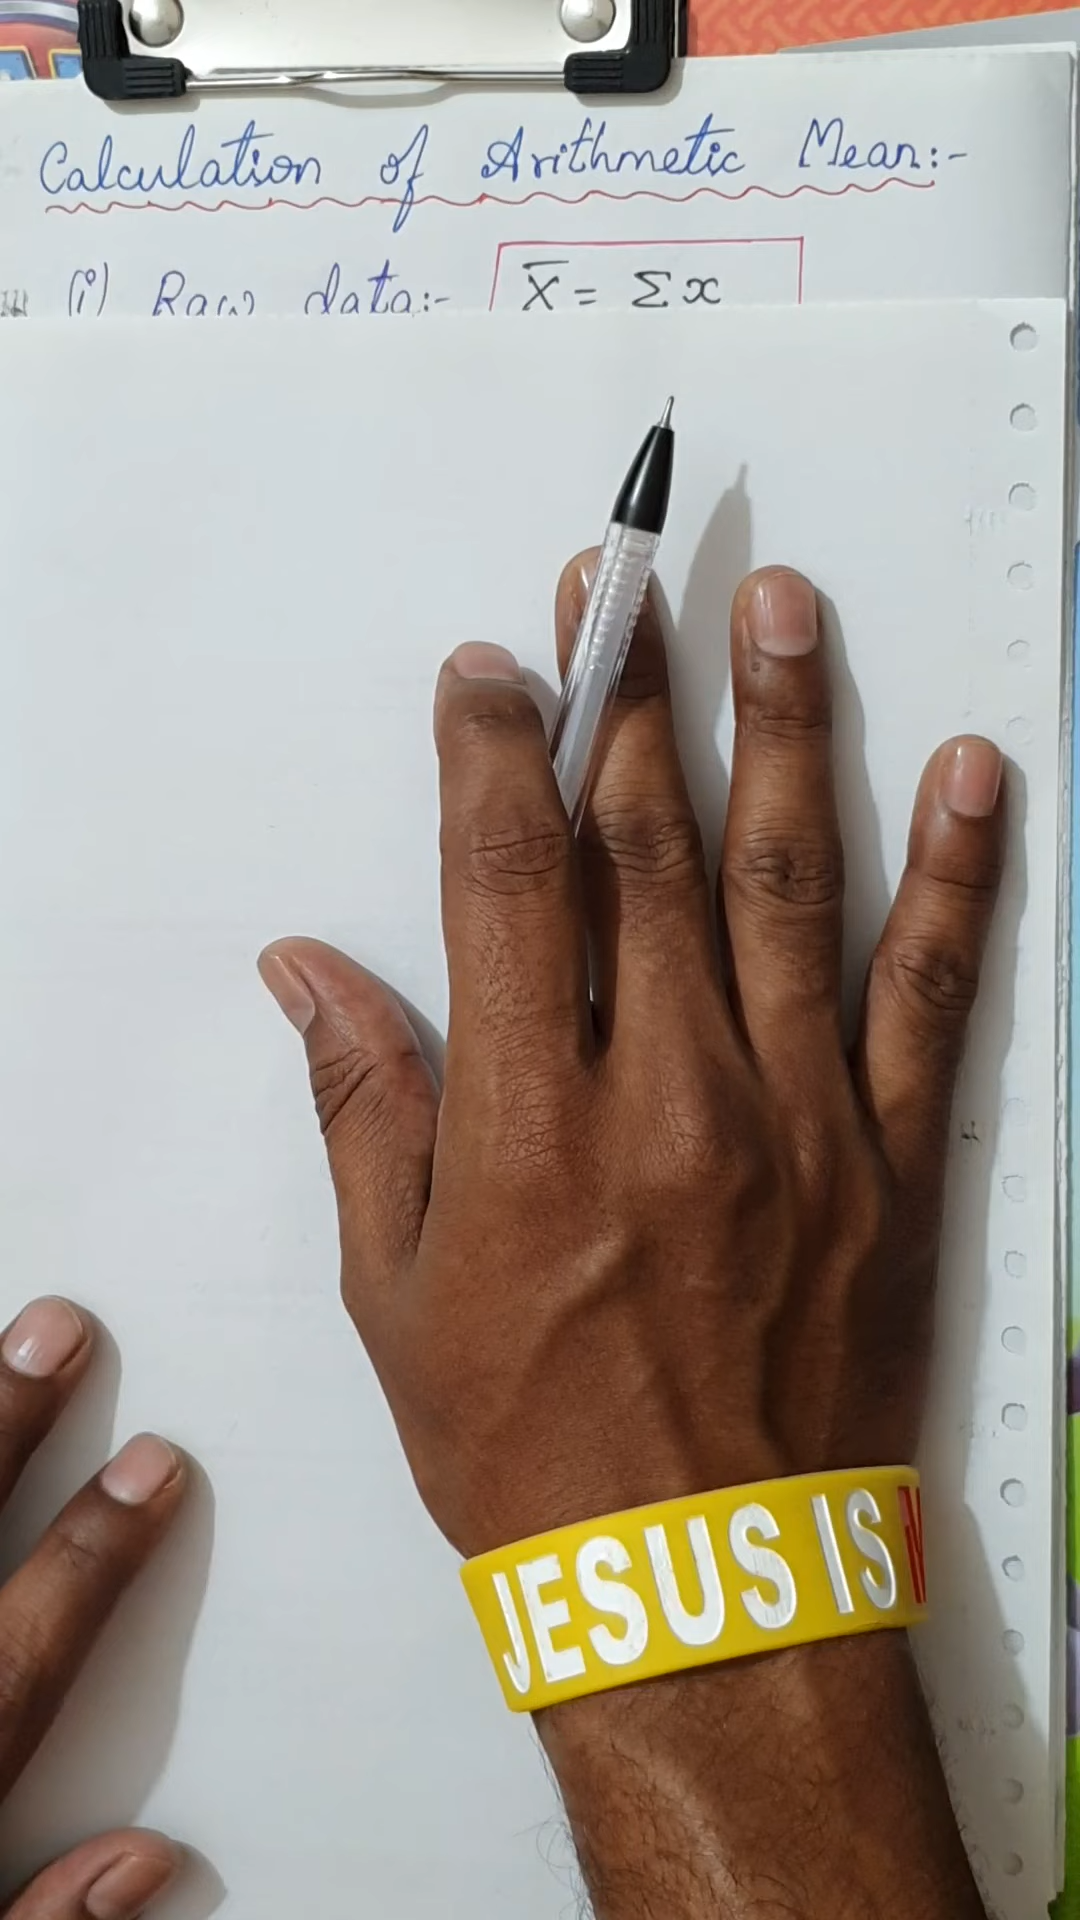 Calculation of Arithmetic Mean:-
(i) Raw data:- X̅ = Σx
JESUS IS